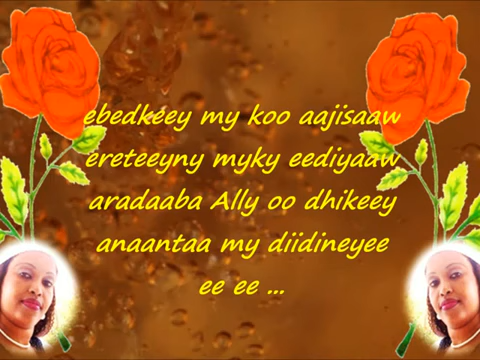 ebedkeey my koo aajisaaw
ereteeyny myky eediyaaw
aradaaba Ally oo dhikeey
anaantaa my diidineyee
ee ee ...